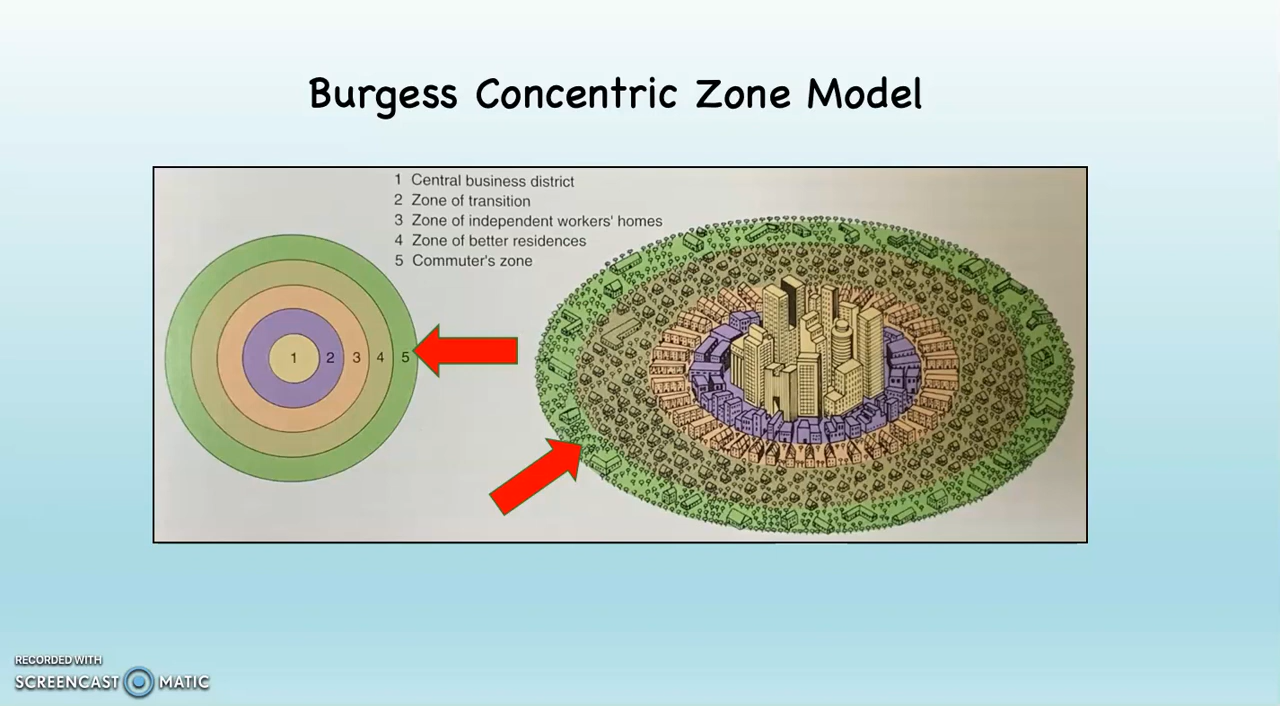 Burgess Concentric Zone Model
1 Central business district
2 Zone of transition
3 Zone of independent workers' homes
4 Zone of better residences
5 Commuter's zone
1 2 3 4 5
RECORDED WITH
SCREENCAST MATIC